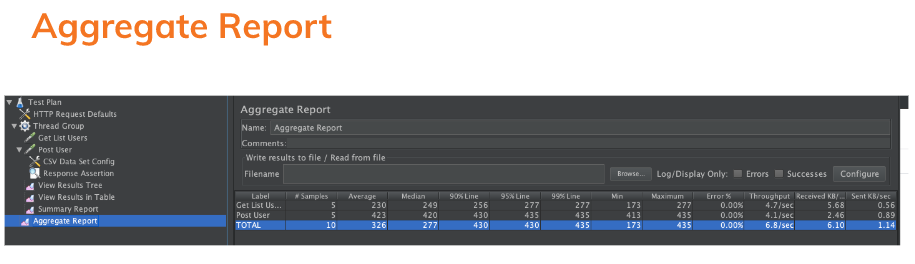 Aggregate Report
Test Plan
HTTP Request Defaults
Thread Group
Get List Users
Post User
CSV Data Set Config
Response Assertion
View Results Tree
View Results in Table
Summary Report
Aggregate Report
Aggregate Report
Name: Aggregate Report
Comments:
Write results to file / Read from file
Filename Browse... Log/Display Only: Errors Successes Configure
Label # Samples Average Median 90% Line 95% Line 99% Line Min Maximum Error % Throughput Received KB/... Sent KB/sec
Get List Us... 5 230 249 256 277 277 173 277 0.00% 4.7/sec 5.68 0.56
Post User 5 423 420 430 435 435 413 435 0.00% 4.1/sec 2.46 0.89
TOTAL 10 326 277 430 430 435 173 435 0.00% 6.8/sec 6.10 1.14